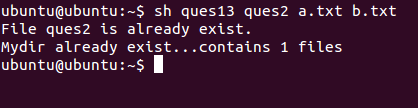 ubuntu@ubuntu:~$ sh ques13 ques2 a.txt b.txt
File ques2 is already exist.
Mydir already exist...contains 1 files
ubuntu@ubuntu:~$